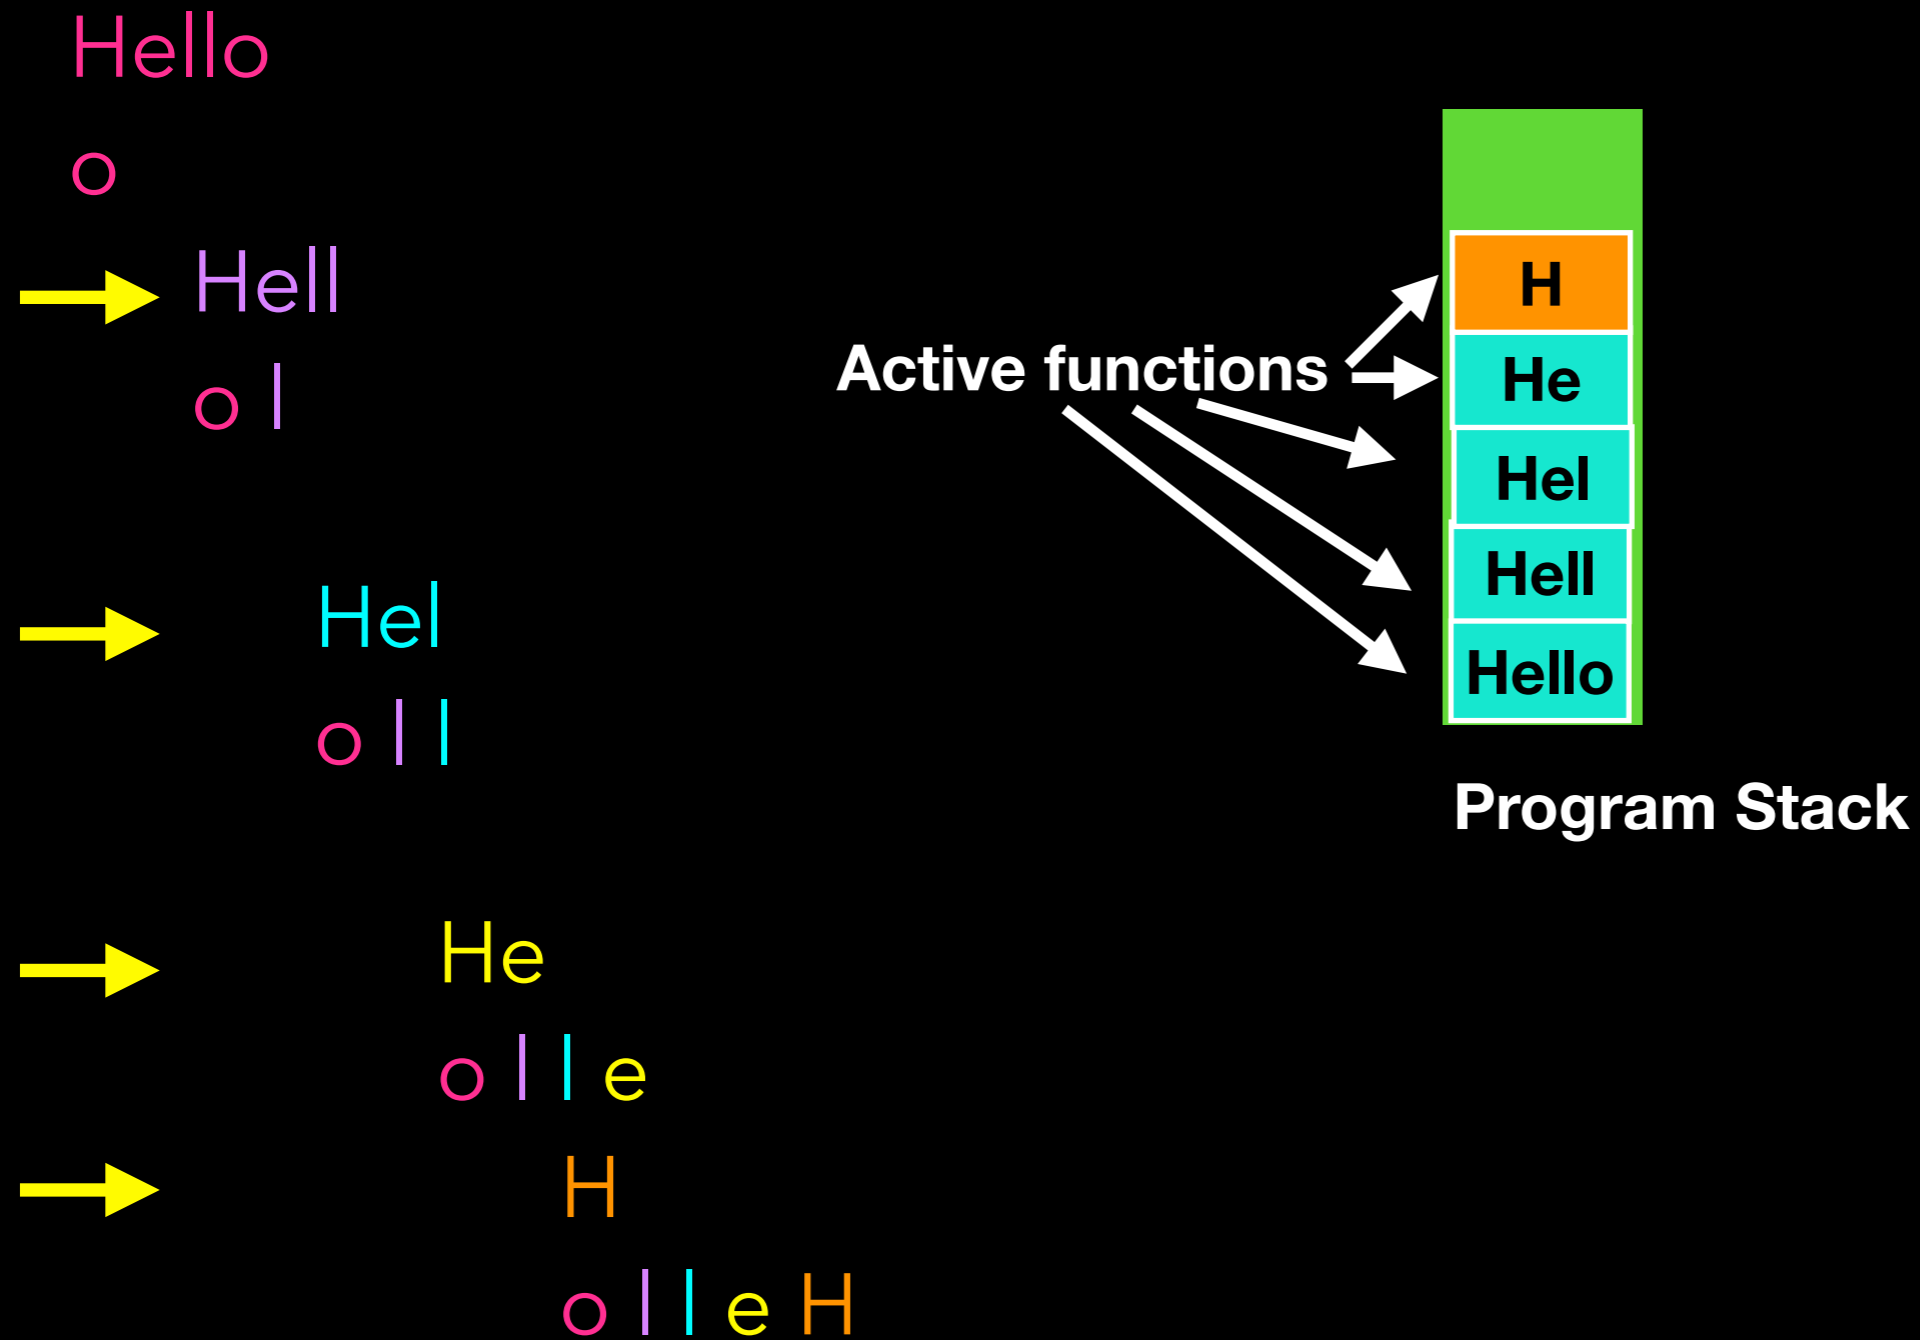 Hello
o
Hell
o l
Hel
o l l
He
o l l e
H
o l l e H
Active functions
H
He
Hel
Hell
Hello
Program Stack